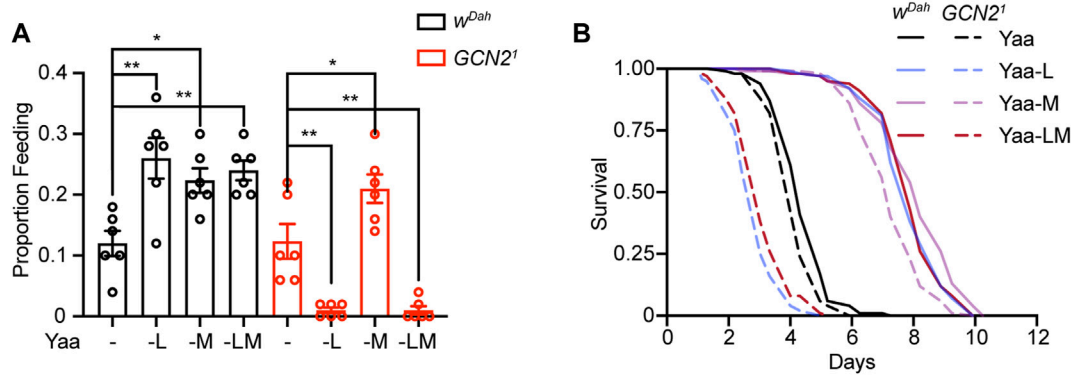 A
w^Dah
GCN2^1
Proportion Feeding
0.4
0.3
0.2
0.1
0
*
**
**
*
**
**
Yaa - -L -M -LM - -L -M -LM
B
w^Dah GCN2^1
Yaa
Yaa-L
Yaa-M
Yaa-LM
Survival
1.00
0.75
0.50
0.25
0
0 2 4 6 8 10 12
Days